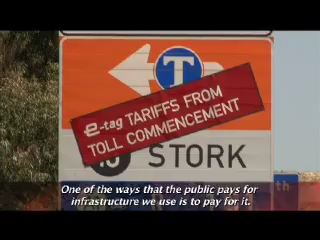 T
e-tag TARIFFS FROM
TOLL COMMENCEMENT
STORK
One of the ways that the public pays for
infrastructure we use is to pay for it.
th